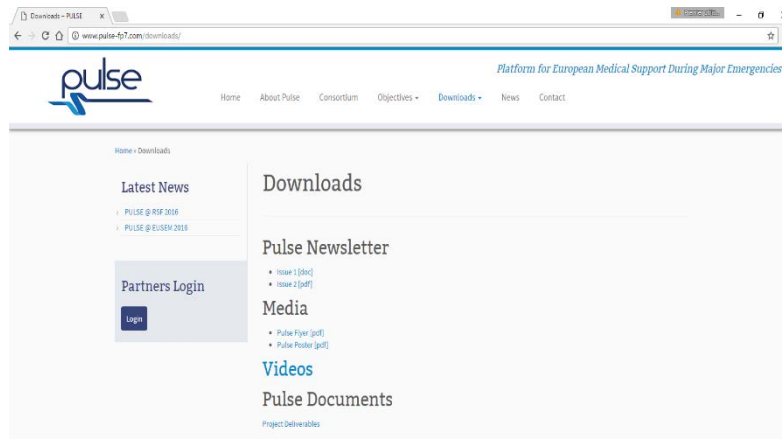 Downloads – PULSE
www.pulse-fp7.com/downloads/
pulse
Platform for European Medical Support During Major Emergencies
Home About Pulse Consortium Objectives Downloads News Contact
Home › Downloads
Latest News
PULSE @ RSF 2016
PULSE @ EUSEM 2016
Partners Login
Login
Downloads
Pulse Newsletter
Issue 1 [doc]
Issue 2 [pdf]
Media
Pulse Flyer [pdf]
Pulse Poster [pdf]
Videos
Pulse Documents
Project Deliverables